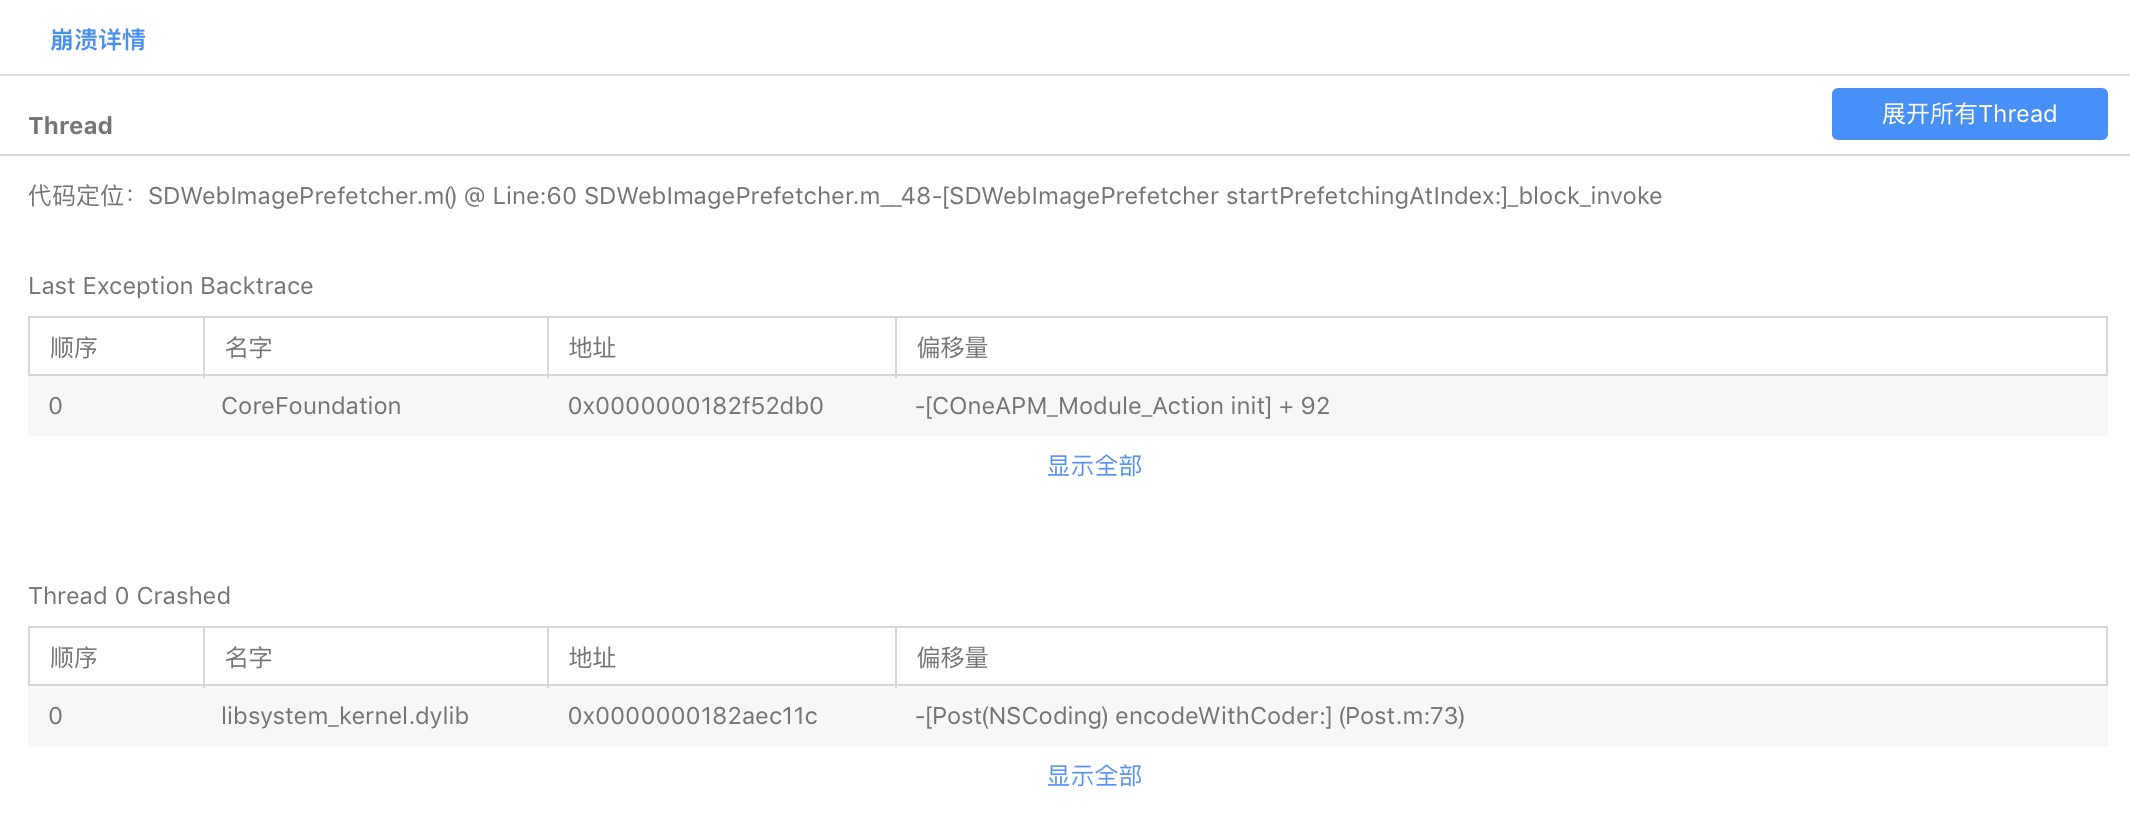 崩溃详情
Thread
展开所有Thread
代码定位：SDWebImagePrefetcher.m() @ Line:60 SDWebImagePrefetcher.m__48-[SDWebImagePrefetcher startPrefetchingAtIndex:]_block_invoke
Last Exception Backtrace
顺序 名字 地址 偏移量
0 CoreFoundation 0x0000000182f52db0 -[COneAPM_Module_Action init] + 92
显示全部
Thread 0 Crashed
顺序 名字 地址 偏移量
0 libsystem_kernel.dylib 0x0000000182aec11c -[Post(NSCoding) encodeWithCoder:] (Post.m:73)
显示全部